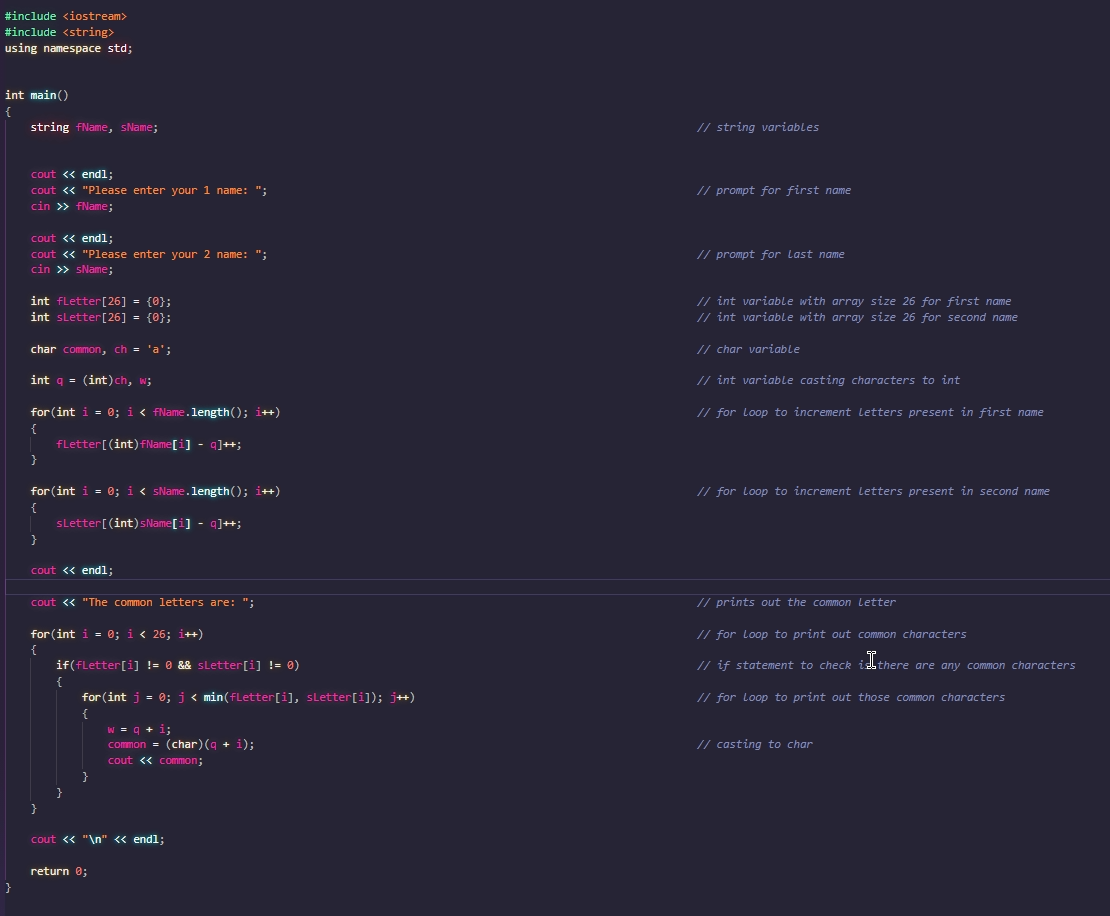 #include <iostream>
#include <string>
using namespace std;
int main()
{
string fName, sName; // string variables
cout << endl;
cout << "Please enter your 1 name: "; // prompt for first name
cin >> fName;
cout << endl;
cout << "Please enter your 2 name: "; // prompt for last name
cin >> sName;
int fLetter[26] = {0}; // int variable with array size 26 for first name
int sLetter[26] = {0}; // int variable with array size 26 for second name
char common, ch = 'a'; // char variable
int q = (int)ch, w; // int variable casting characters to int
for(int i = 0; i < fName.length(); i++) // for loop to increment letters present in first name
{
fLetter[(int)fName[i] - q]++;
}
for(int i = 0; i < sName.length(); i++) // for loop to increment letters present in second name
{
sLetter[(int)sName[i] - q]++;
}
cout << endl;
cout << "The common letters are: "; // prints out the common letter
for(int i = 0; i < 26; i++) // for loop to print out common characters
{
if(fLetter[i] != 0 && sLetter[i] != 0) // if statement to check is there are any common characters
{
for(int j = 0; j < min(fLetter[i], sLetter[i]); j++) // for loop to print out those common characters
{
w = q + i;
common = (char)(q + i); // casting to char
cout << common;
}
}
}
cout << "\n" << endl;
return 0;
}